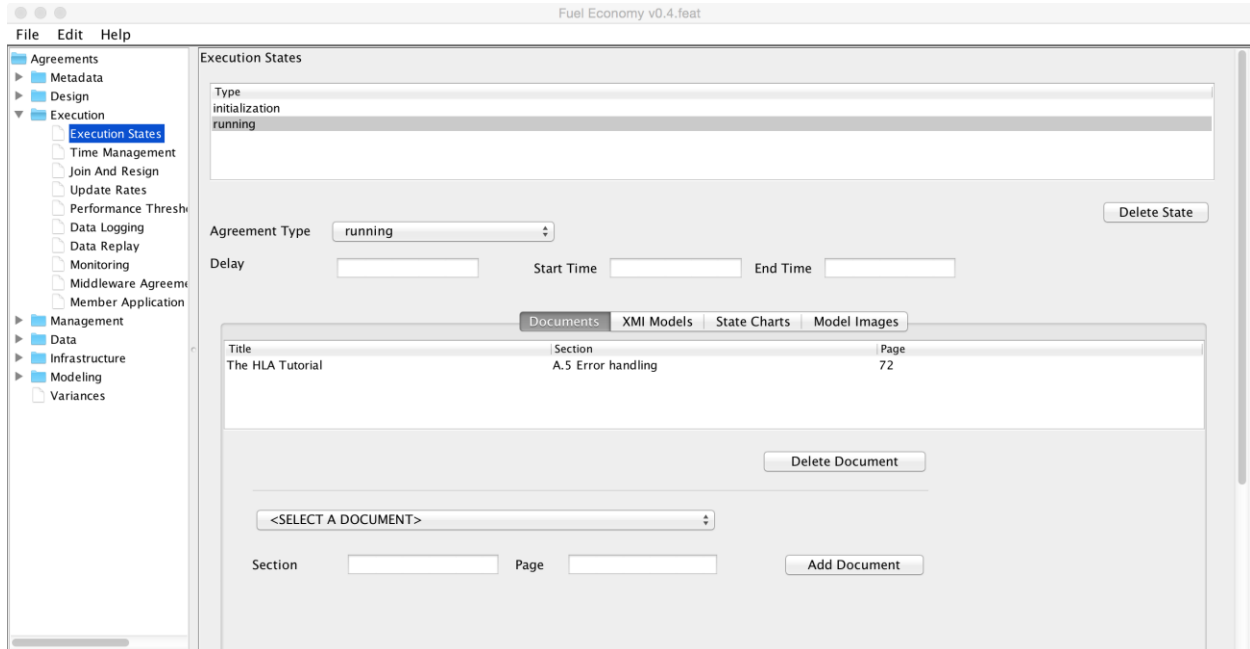 Fuel Economy v0.4.feat
File Edit Help
Agreements
Metadata
Design
Execution
Execution States
Time Management
Join And Resign
Update Rates
Performance Thresh
Data Logging
Data Replay
Monitoring
Middleware Agreeme
Member Application
Management
Data
Infrastructure
Modeling
Variances
Execution States
Type
initialization
running
Delete State
Agreement Type running
Delay Start Time End Time
Documents XMI Models State Charts Model Images
Title Section Page
The HLA Tutorial A.5 Error handling 72
Delete Document
<SELECT A DOCUMENT>
Section Page Add Document